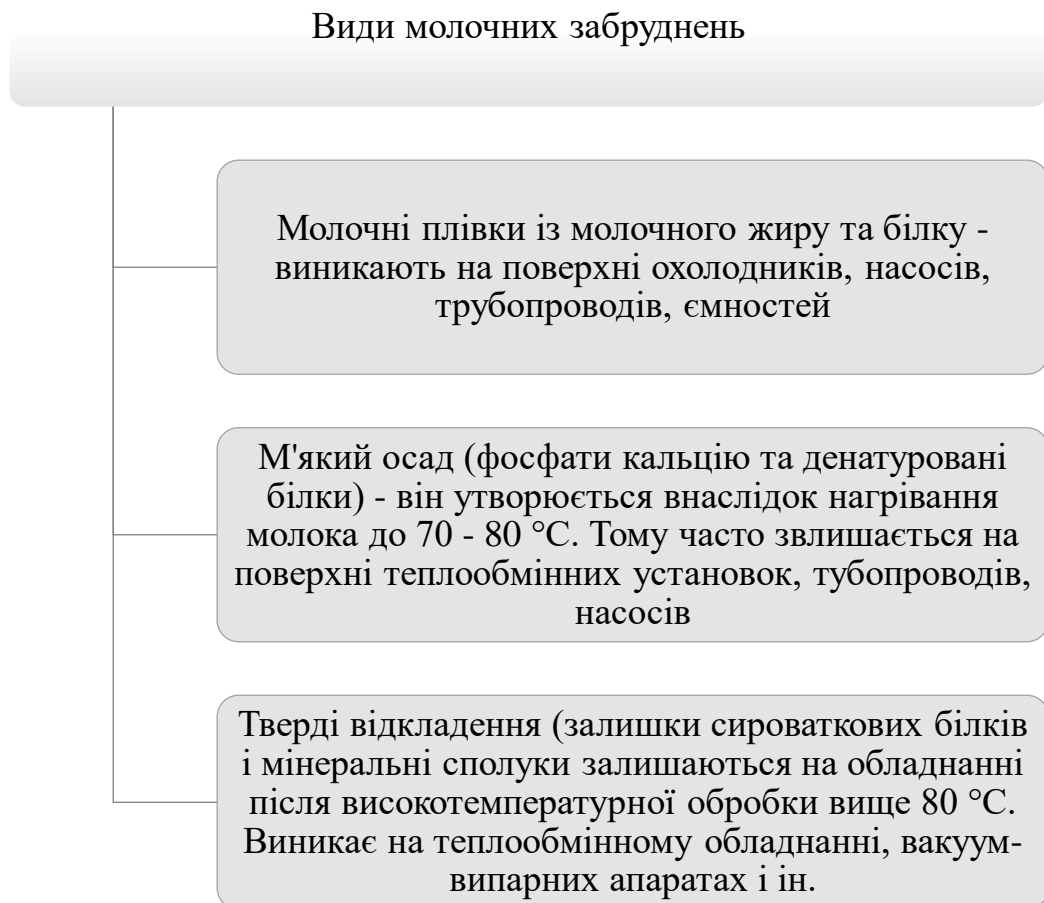 Види молочних забруднень
Молочні плівки із молочного жиру та білку -
виникають на поверхні охолодників, насосів,
трубопроводів, ємностей
М'який осад (фосфати кальцію та денатуровані
білки) - він утворюється внаслідок нагрівання
молока до 70 - 80 °С. Тому часто звлишається на
поверхні теплообмінних установок, тубопроводів,
насосів
Тверді відкладення (залишки сироваткових білків
і мінеральні сполуки залишаються на обладнанні
після високотемпературної обробки вище 80 °С.
Виникає на теплообмінному обладнанні, вакуум-
випарних апаратах і ін.